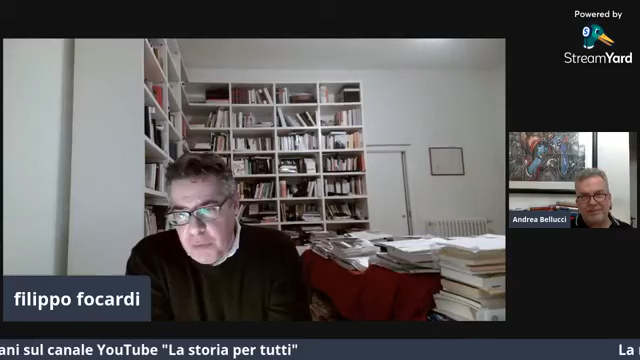 Powered by
StreamYard
Andrea Bellucci
filippo focardi
ani sul canale YouTube "La storia per tutti"
La